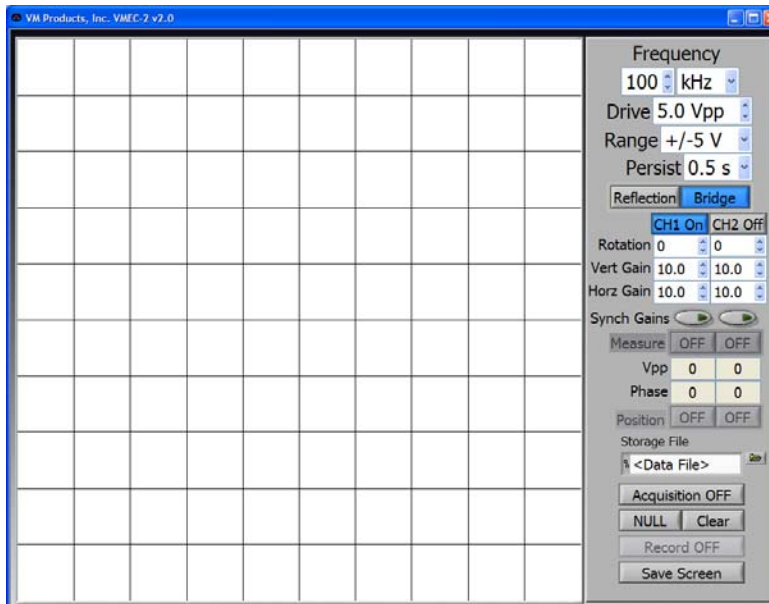 VM Products, Inc. VMEC-2 v2.0
Frequency
100 kHz
Drive 5.0 Vpp
Range +/-5 V
Persist 0.5 s
Reflection Bridge
CH1 On CH2 Off
Rotation 0 0
Vert Gain 10.0 10.0
Horz Gain 10.0 10.0
Synch Gains
Measure OFF OFF
Vpp 0 0
Phase 0 0
Position OFF OFF
Storage File
<Data File>
Acquisition OFF
NULL Clear
Record OFF
Save Screen